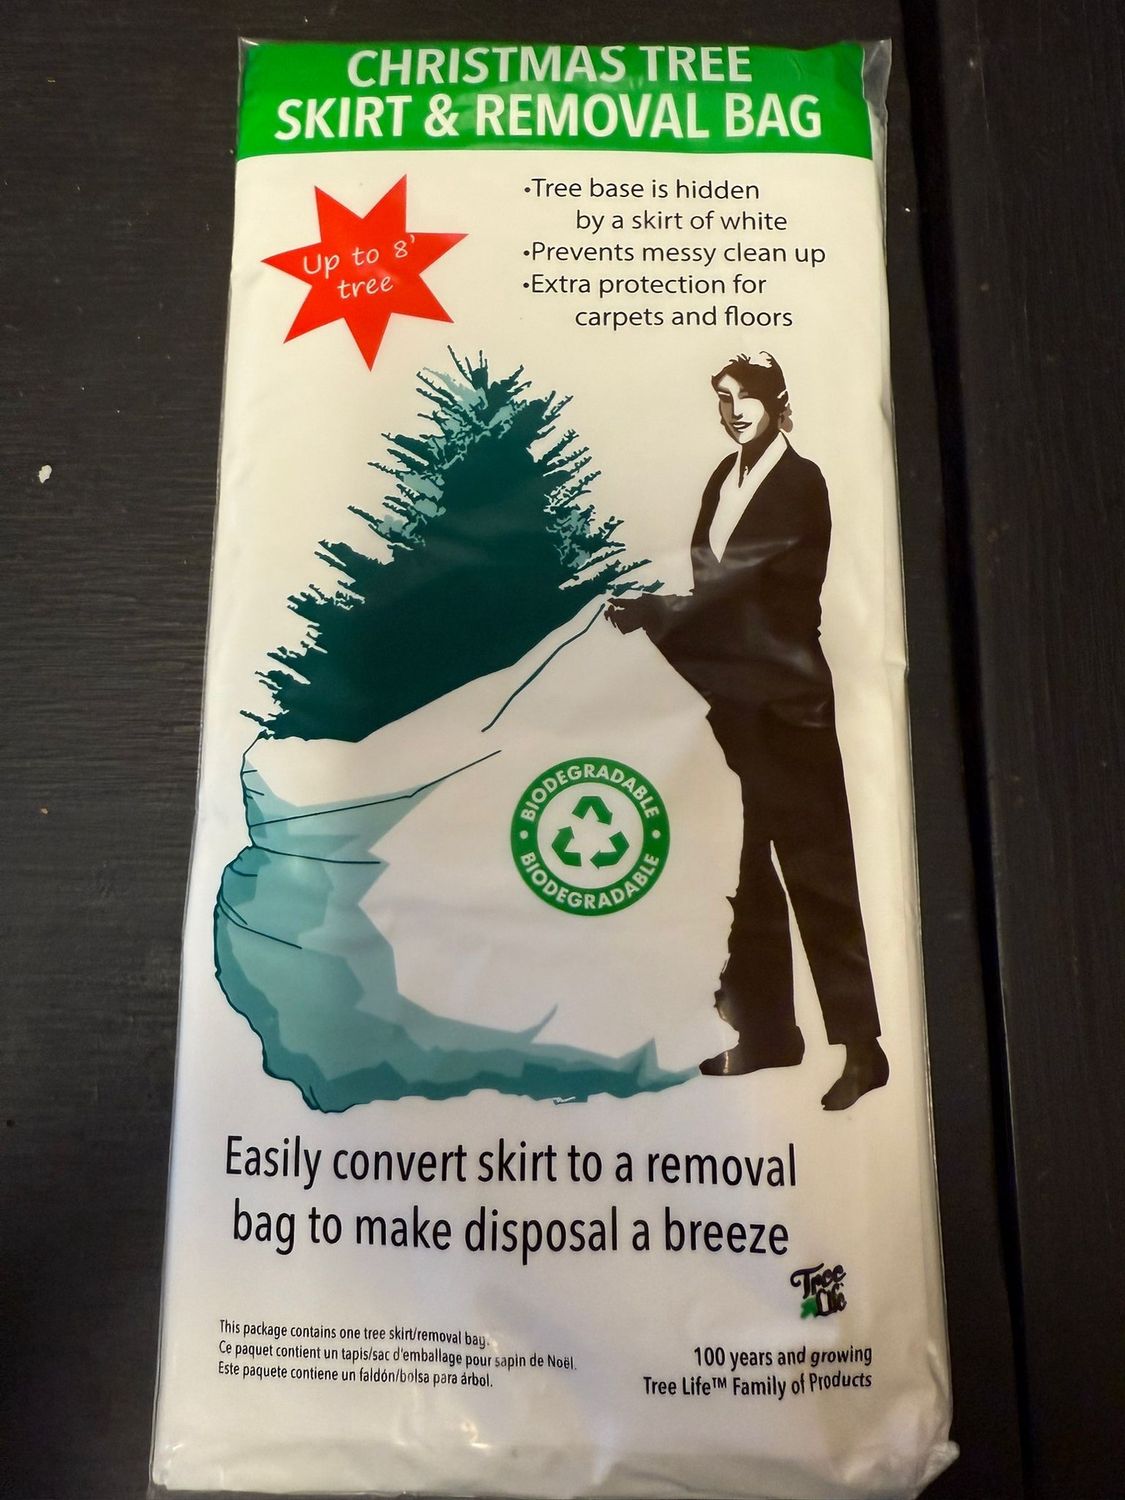 CHRISTMAS TREE
SKIRT & REMOVAL BAG
Up to 8'
tree
•Tree base is hidden
by a skirt of white
•Prevents messy clean up
•Extra protection for
carpets and floors
BIODEGRADABLE
BIODEGRADABLE
Easily convert skirt to a removal
bag to make disposal a breeze
Tree
Life
This package contains one tree skirt/removal bag.
Ce paquet contient un tapis/sac d'emballage pour sapin de Noël.
Este paquete contiene un faldón/bolsa para árbol.
100 years and growing
Tree Life™ Family of Products